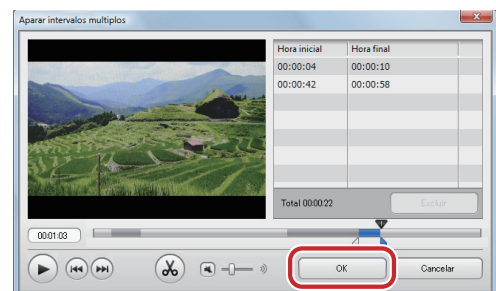 Aparar intervalos multiplos
Hora inicial Hora final
00:00:04 00:00:10
00:00:42 00:00:58
Total 00:00:22 Excluir
00:01:03
OK Cancelar